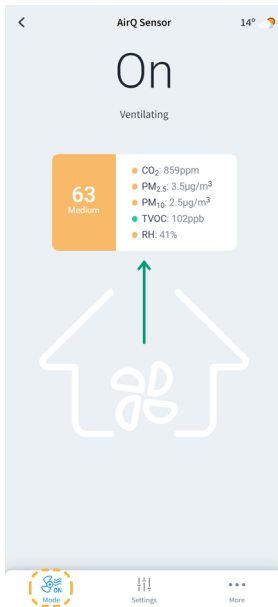 AirQ Sensor 14°
On
Ventilating
63
Medium
CO₂: 859ppm
PM₂.₅: 3.5µg/m³
PM₁₀: 2.5µg/m³
TVOC: 102ppb
RH: 41%
ON
Mode Settings More